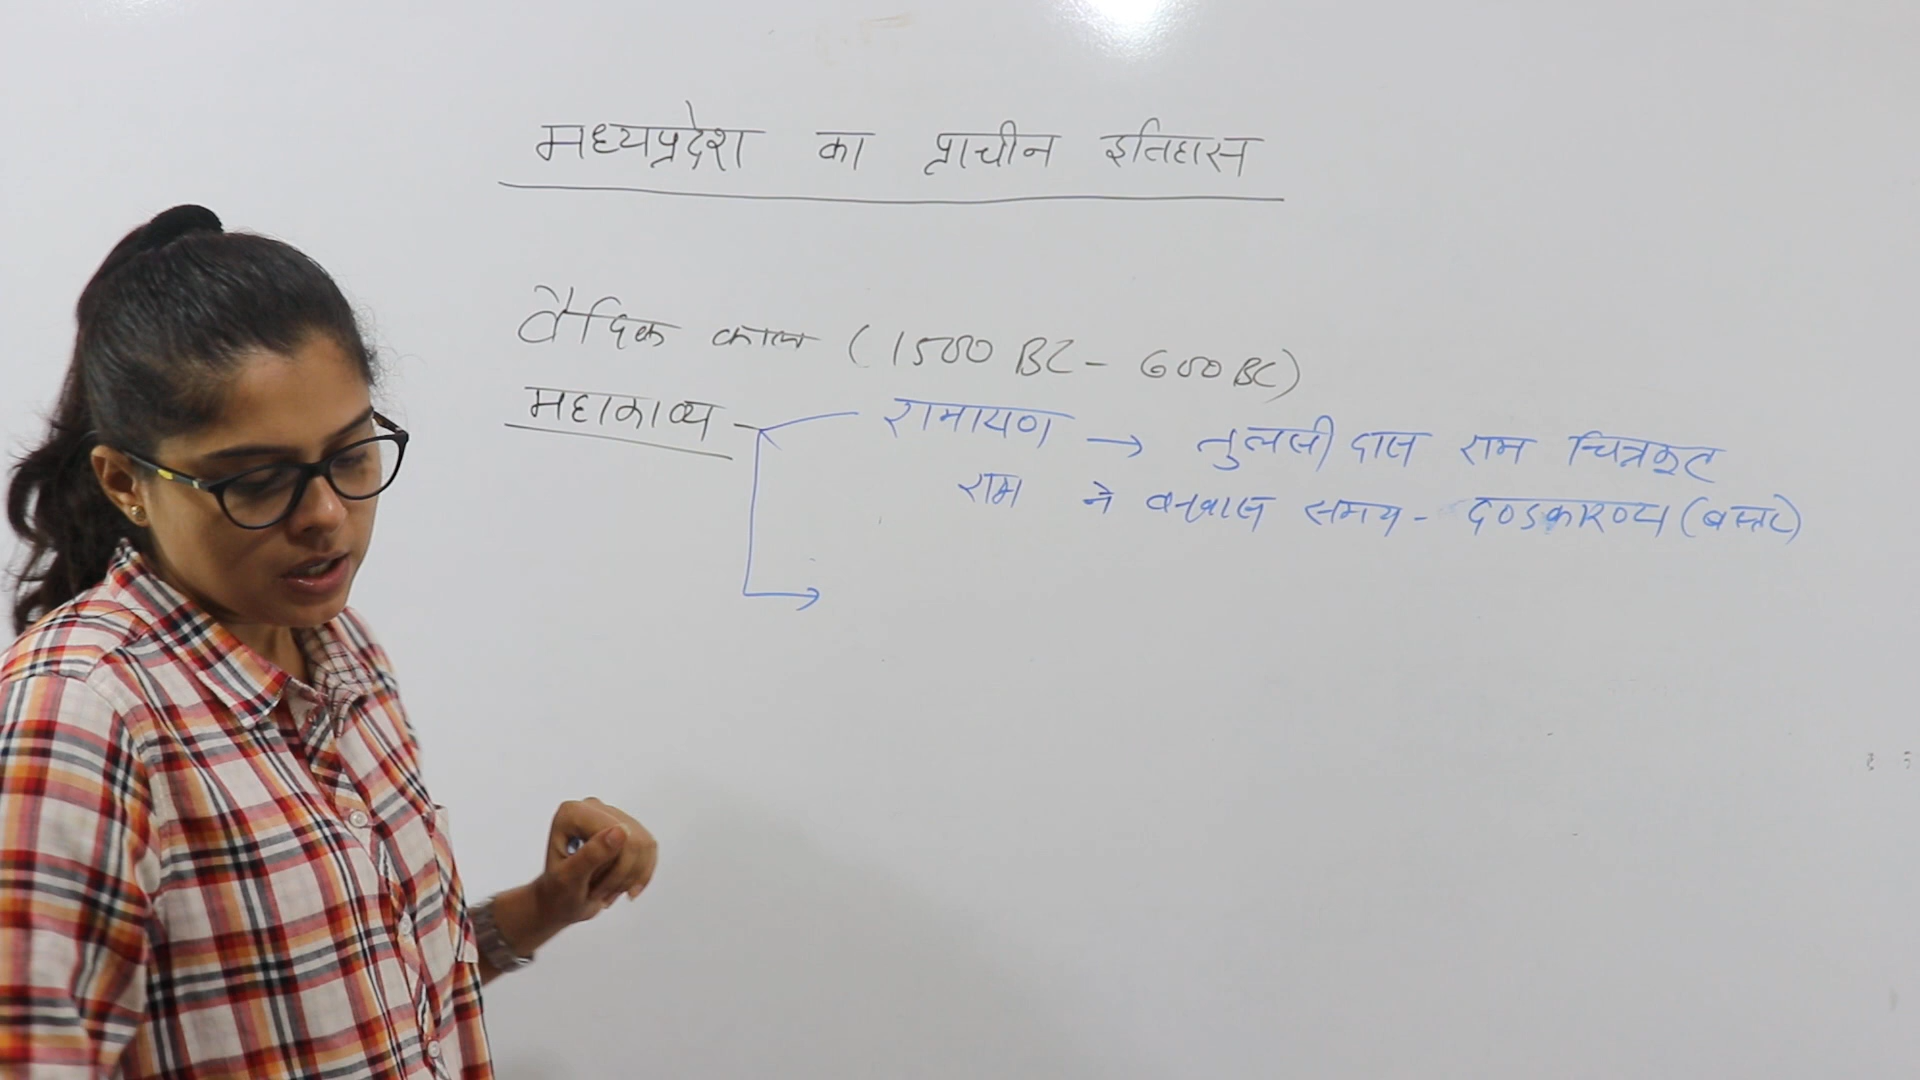 मध्यप्रदेश का प्राचीन इतिहास
वैदिक काल (1500 BC - 600 BC)
महाकाव्य
रामायण → तुलसीदास राम चित्रकूट
राम ने वनवास समय - दण्डकारण्य (बस्तर)